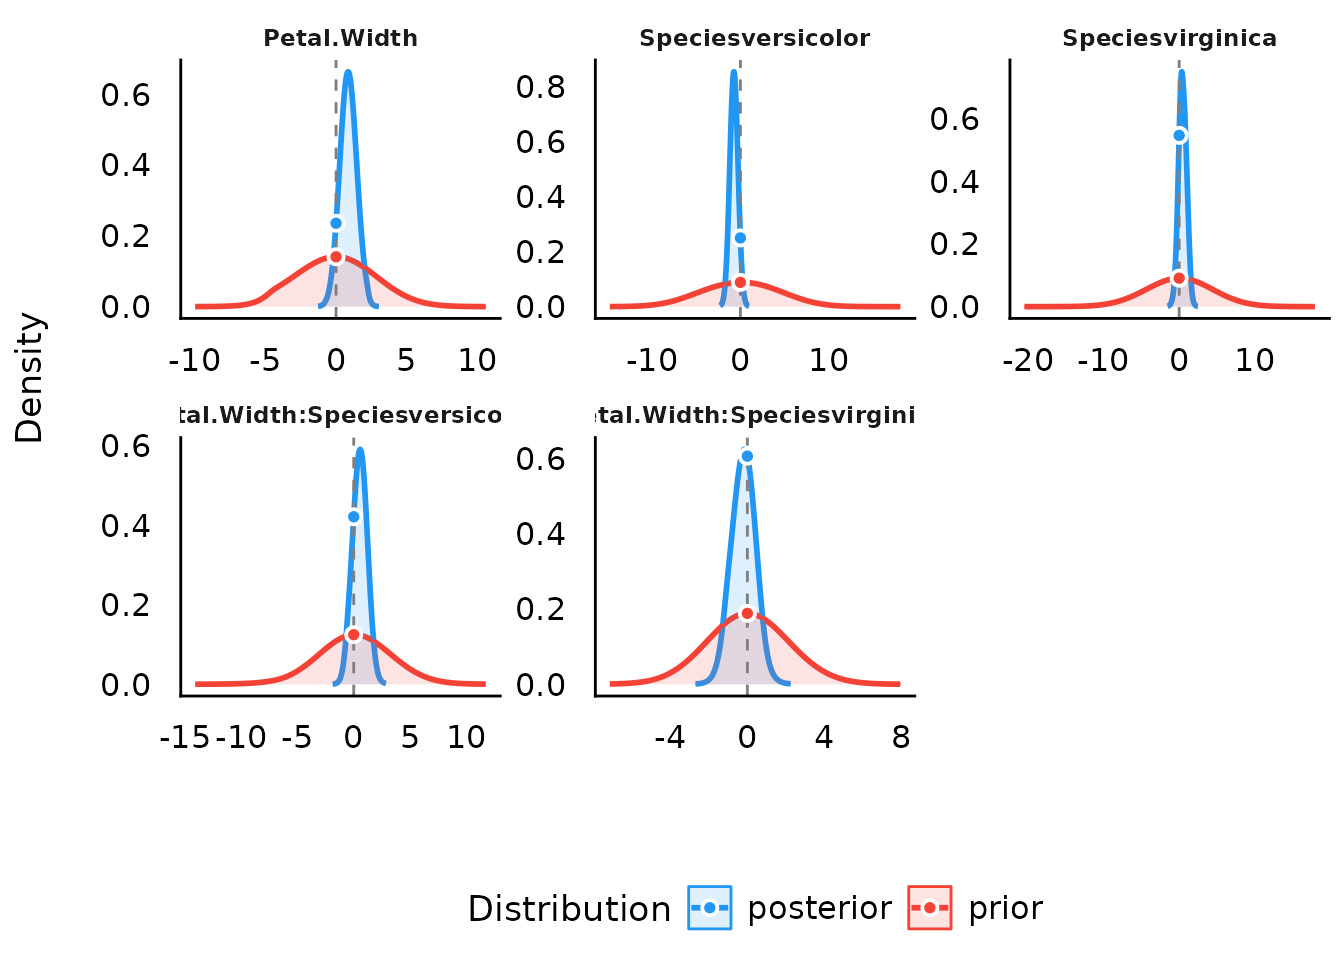 Petal.Width Speciesversicolor Speciesvirginica
0.6
0.4
0.2
0.0
-10 -5 0 5 10
0.8
0.6
0.4
0.2
0.0
-10 0 10
0.6
0.4
0.2
0.0
-20 -10 0 10
Density
tal.Width:Speciesversico
0.6
0.4
0.2
0.0
-15 -10 -5 0 5 10
etal.Width:Speciesvirgini
0.6
0.4
0.2
0.0
-4 0 4 8
Distribution posterior prior